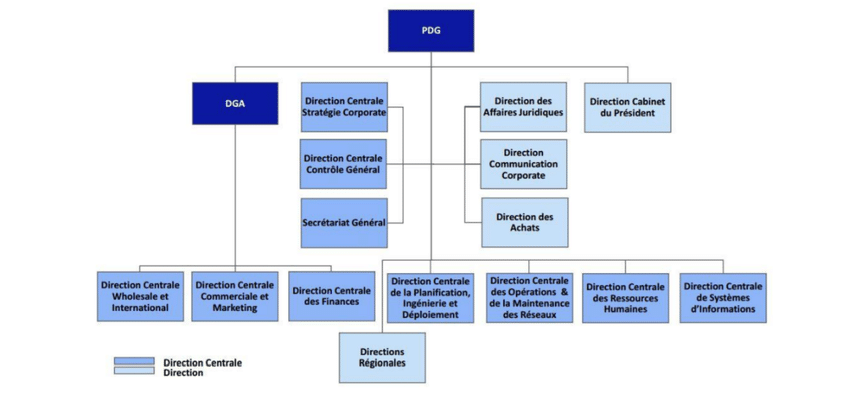 PDG
DGA
Direction Centrale
Stratégie Corporate
Direction des
Affaires Juridiques
Direction Cabinet
du Président
Direction Centrale
Contrôle Général
Direction
Communication
Corporate
Secrétariat Général
Direction des
Achats
Direction Centrale
Wholesale et
International
Direction Centrale
Commerciale et
Marketing
Direction Centrale
des Finances
Direction Centrale
de la Planification,
Ingénierie et
Déploiement
Direction Centrale
des Opérations &
de la Maintenance
des Réseaux
Direction Centrale
des Ressources
Humaines
Direction Centrale
de Systèmes
d'Informations
Directions
Régionales
Direction Centrale
Direction